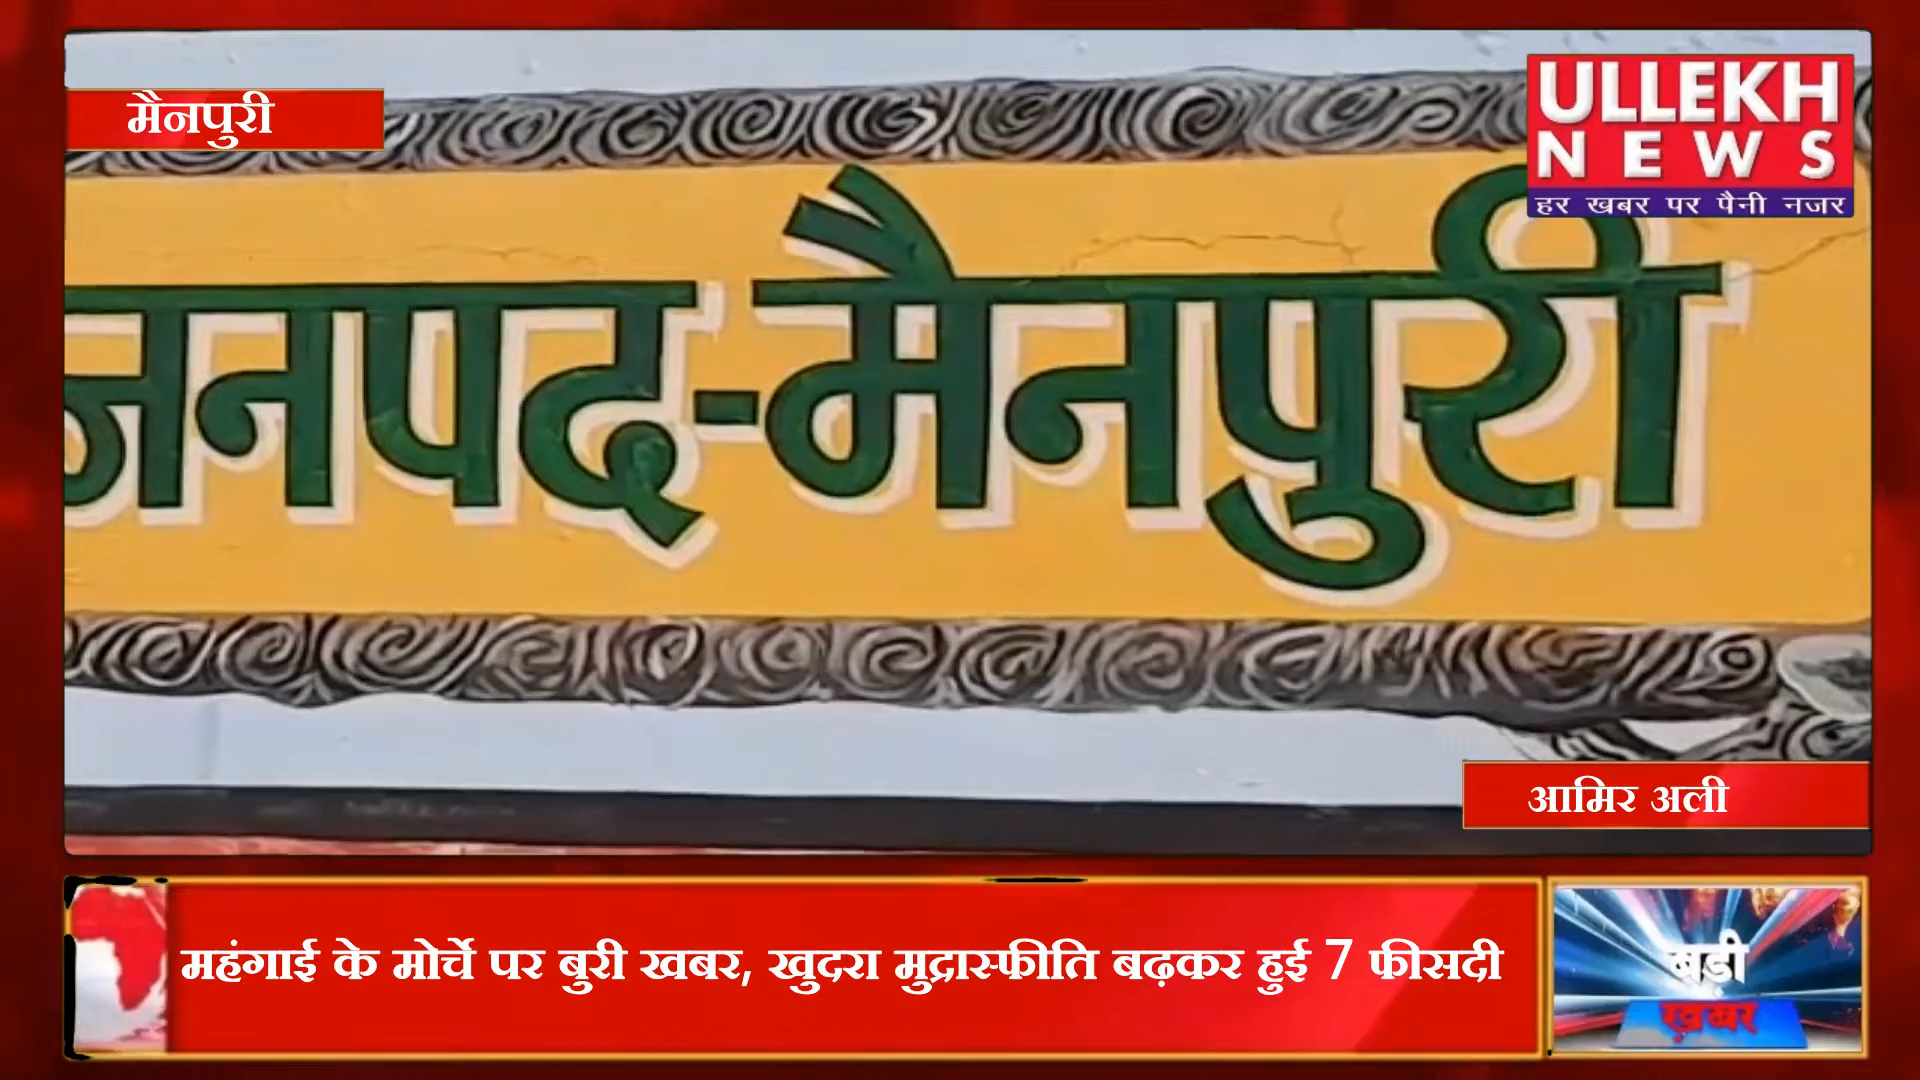 मैनपुरी
ULLEKH
NEWS
हर खबर पर पैनी नजर
जनपद-मैनपुरी
आमिर अली
महंगाई के मोर्चे पर बुरी खबर, खुदरा मुद्रास्फीति बढ़कर हुई 7 फीसदी
बड़ी
ख़बर